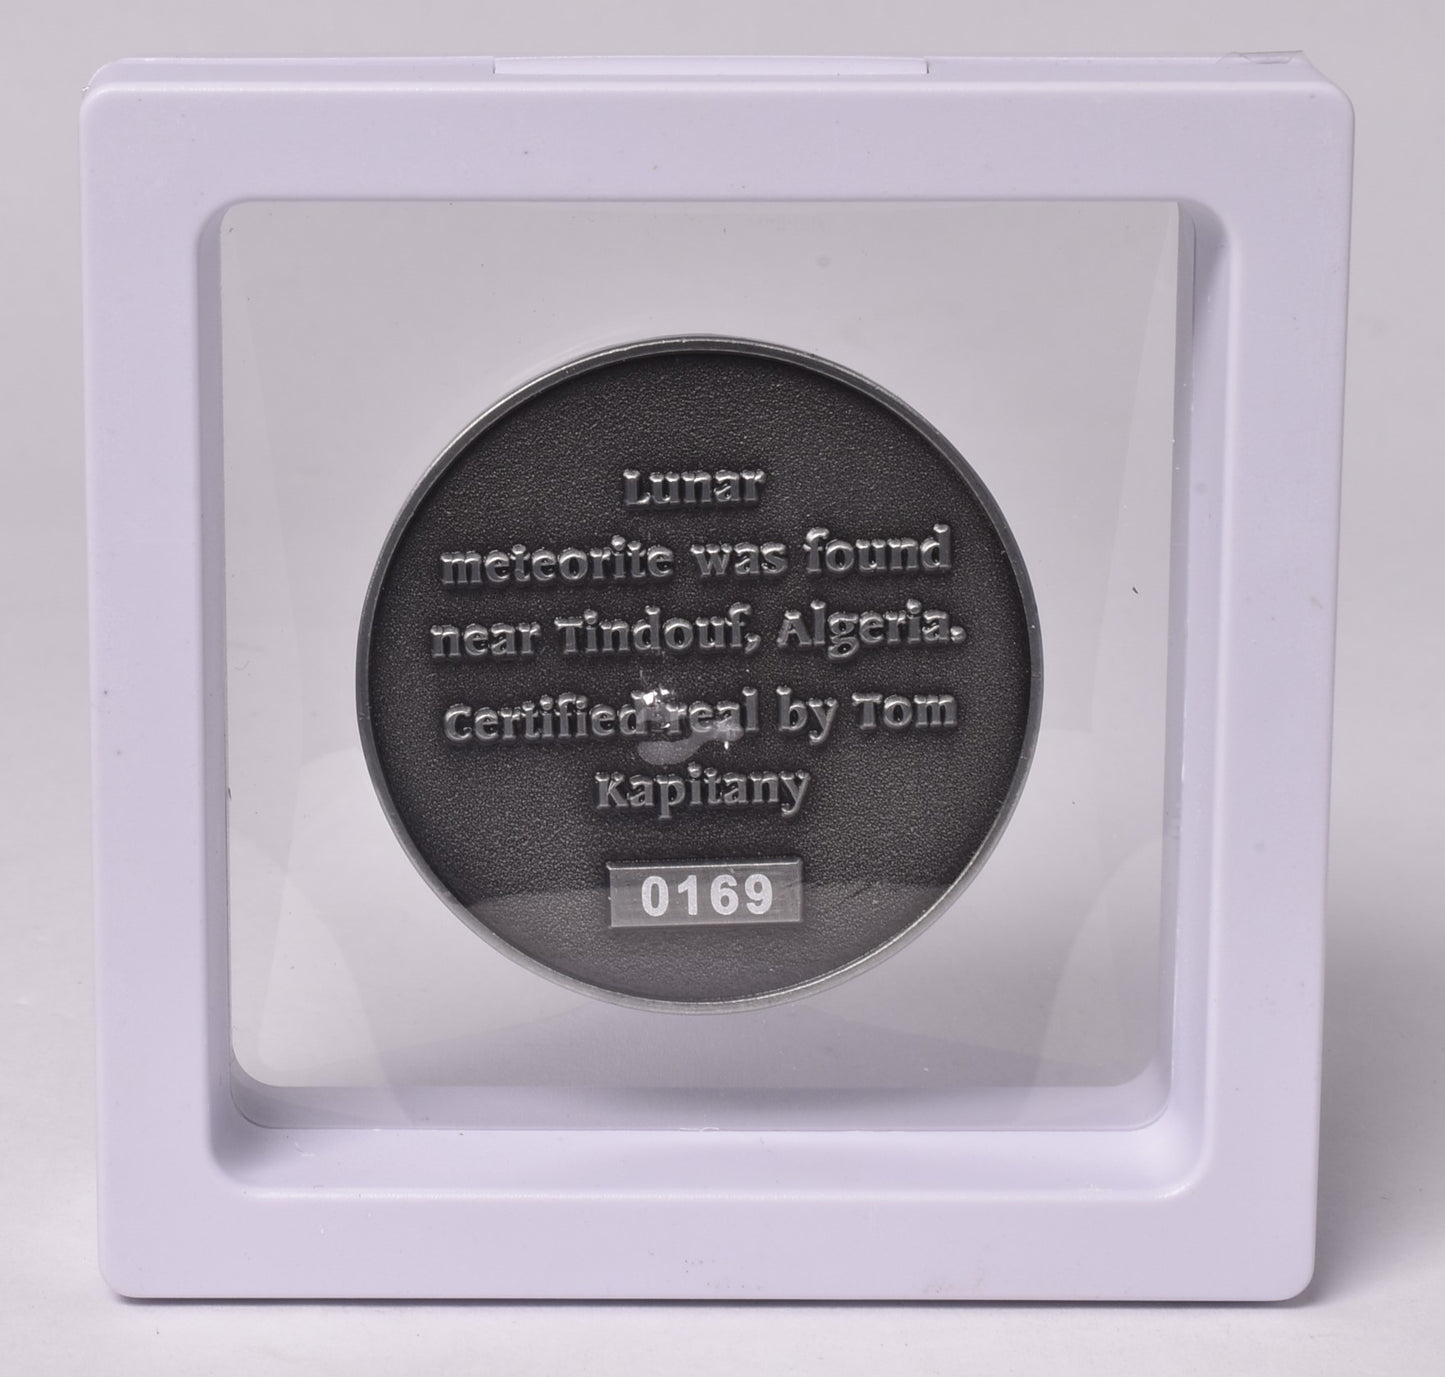 Lunar
meteorite was found
near Tindouf, Algeria.
Certified real by Tom
Kapitany
0169